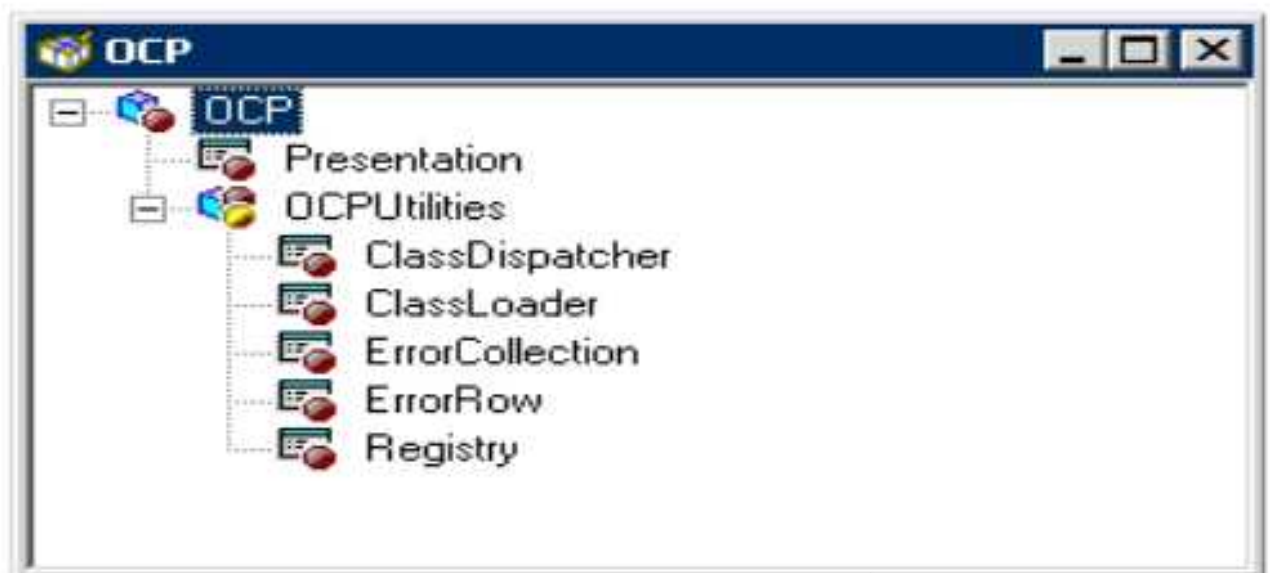 OCP
OCP
Presentation
OCPUtilities
ClassDispatcher
ClassLoader
ErrorCollection
ErrorRow
Registry